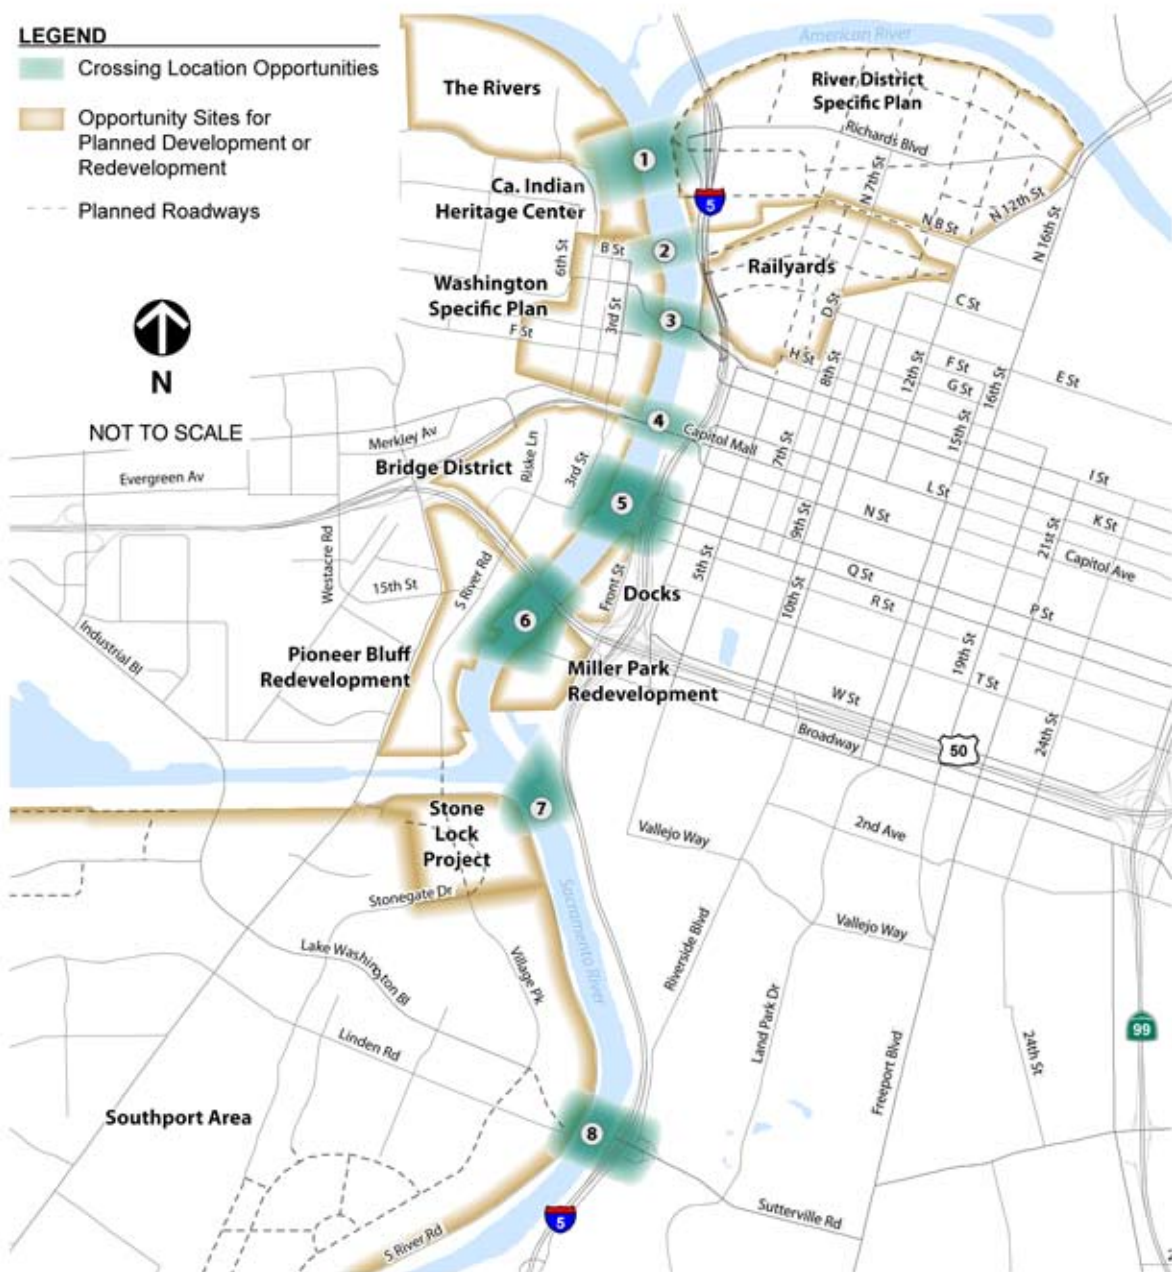 LEGEND
Crossing Location Opportunities
Opportunity Sites for
Planned Development or
Redevelopment
Planned Roadways
N
NOT TO SCALE
American River
The Rivers
River District
Specific Plan
Richards Blvd
1
Ca. Indian
Heritage Center
5
N 7th St
N 12th St
N B St
N 16th St
6th St
B St
2
Railyards
Washington
Specific Plan
3rd St
3
D St
C St
F St
H St
8th St
12th St
F St
G St
16th St
E St
4
Capitol Mall
7th St
15th St
Merkley Av
Bridge District
Riske Ln
3rd St
Evergreen Av
5
I St
L St
K St
N St
9th St
21st St
Capitol Ave
Westacre Rd
15th St
S River Rd
5th St
Q St
Front St
Docks
10th St
R St
P St
6
Industrial Bl
Pioneer Bluff
Redevelopment
Miller Park
Redevelopment
19th St
T St
W St
24th St
Broadway
50
7
Stone
Lock
Project
Vallejo Way
2nd Ave
Stonegate Dr
Sacramento River
Riverside Blvd
Vallejo Way
Lake Washington Bl
Village Pk
Land Park Dr
Linden Rd
Freeport Blvd
24th St
99
Southport Area
8
Sutterville Rd
5
S River Rd
2